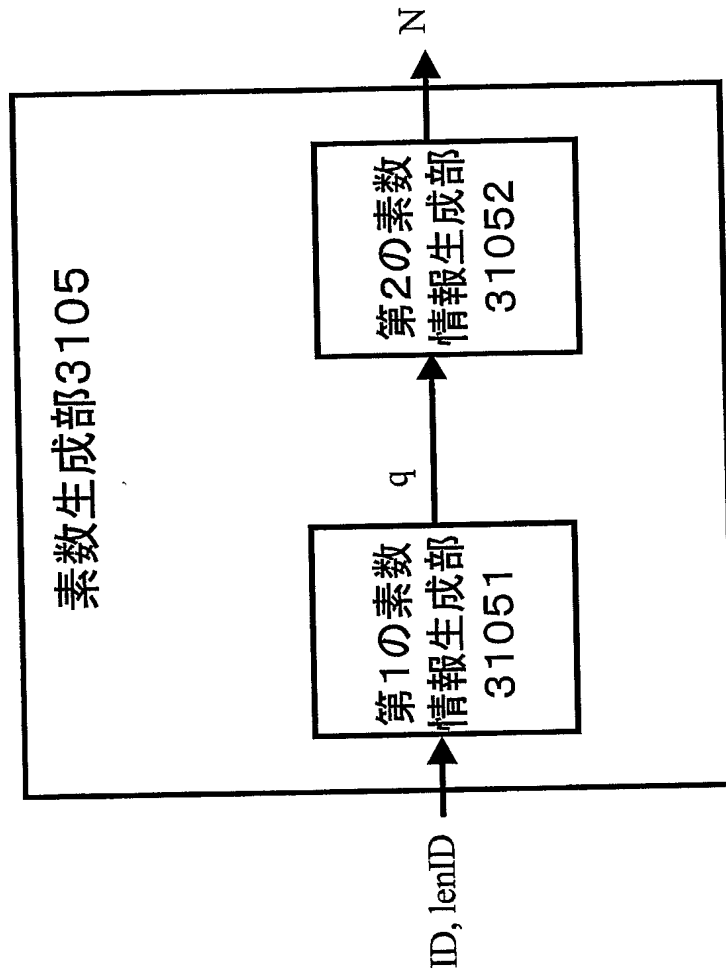 素数生成部3105
ID, lenID
第1の素数
情報生成部
31051
q
第2の素数
情報生成部
31052
N